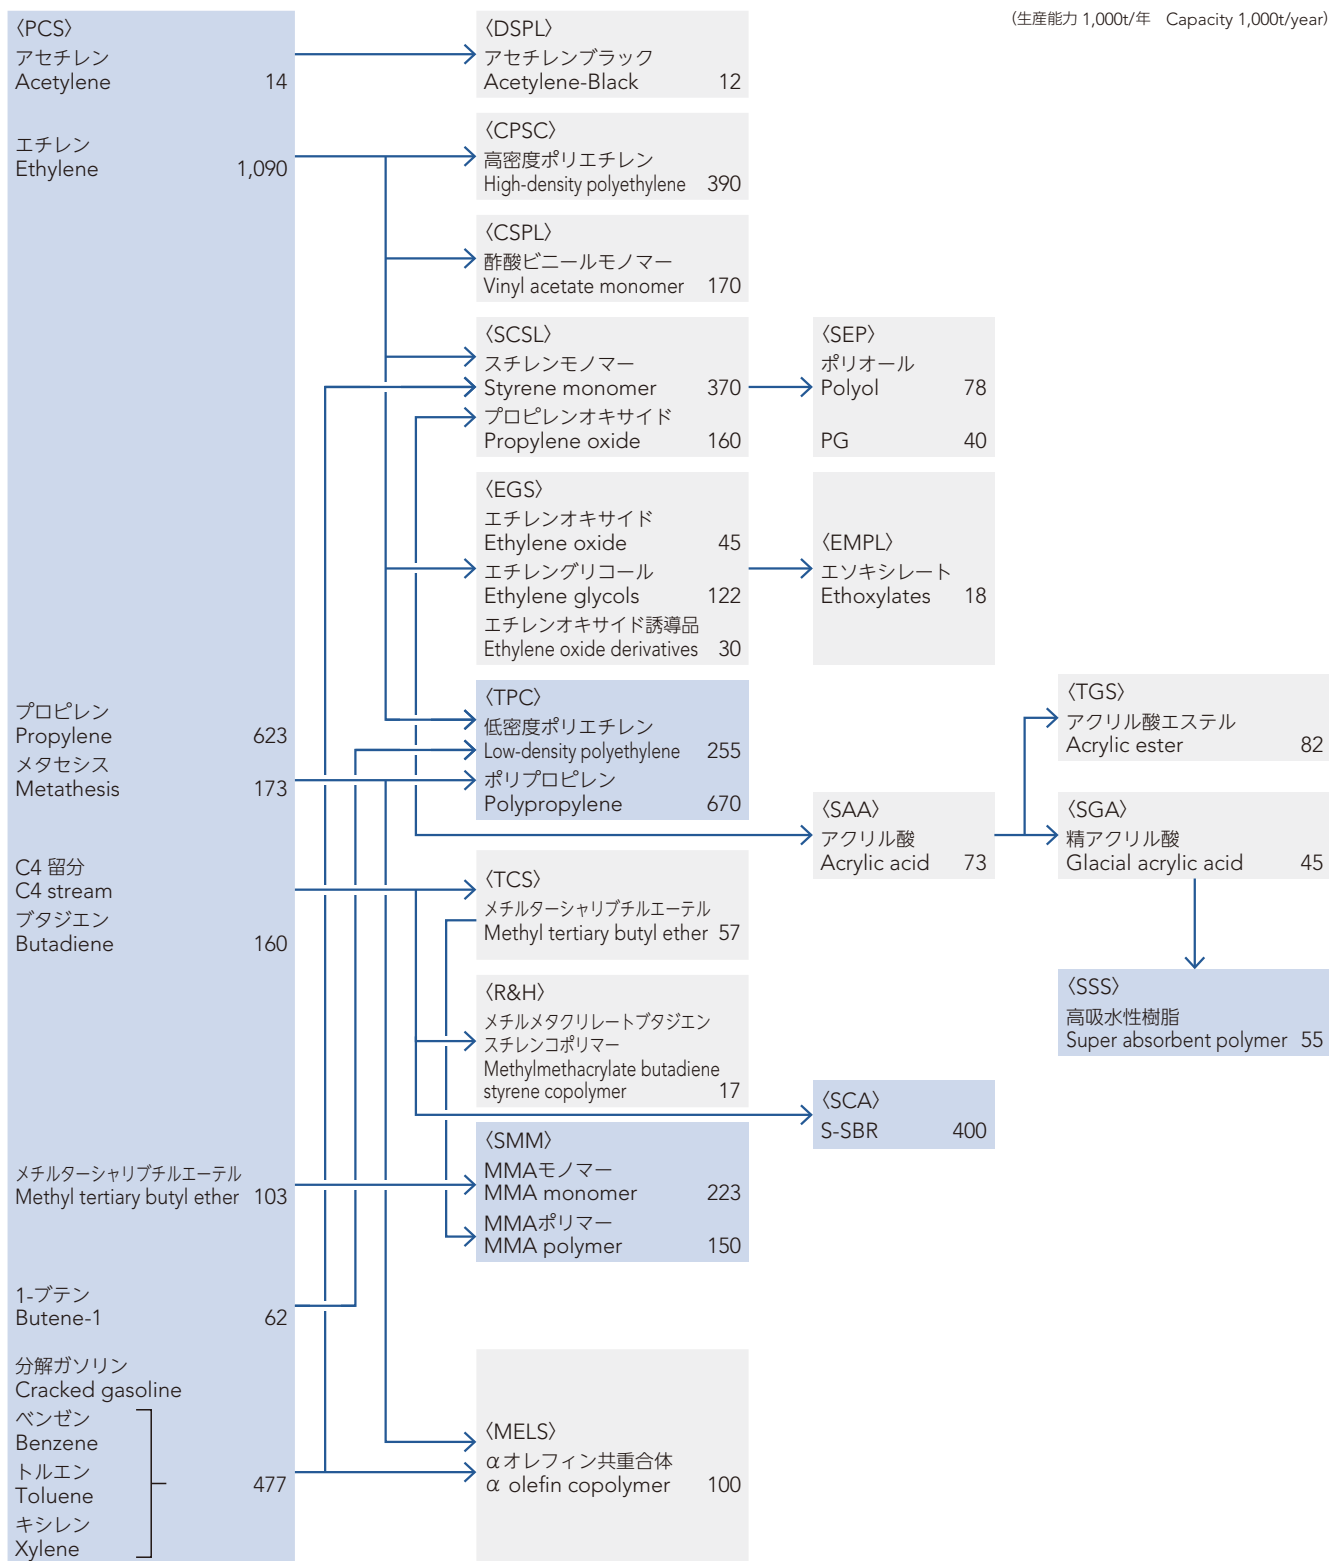 (生産能力 1,000t/年 Capacity 1,000t/year)
〈PCS〉
アセチレン
Acetylene 14
エチレン
Ethylene 1,090
プロピレン
Propylene 623
メタセシス
Metathesis 173
C4 留分
C4 stream
ブタジエン
Butadiene 160
メチルターシャリブチルエーテル
Methyl tertiary butyl ether 103
1-ブテン
Butene-1 62
分解ガソリン
Cracked gasoline
ベンゼン
Benzene
トルエン
Toluene 477
キシレン
Xylene
〈DSPL〉
アセチレンブラック
Acetylene-Black 12
〈CPSC〉
高密度ポリエチレン
High-density polyethylene 390
〈CSPL〉
酢酸ビニールモノマー
Vinyl acetate monomer 170
〈SCSL〉
スチレンモノマー
Styrene monomer 370
プロピレンオキサイド
Propylene oxide 160
〈EGS〉
エチレンオキサイド
Ethylene oxide 45
エチレングリコール
Ethylene glycols 122
エチレンオキサイド誘導品
Ethylene oxide derivatives 30
〈TPC〉
低密度ポリエチレン
Low-density polyethylene 255
ポリプロピレン
Polypropylene 670
〈TCS〉
メチルターシャリブチルエーテル
Methyl tertiary butyl ether 57
〈R&H〉
メチルメタクリレートブタジエン
スチレンコポリマー
Methylmethacrylate butadiene
styrene copolymer 17
〈SMM〉
MMAモノマー
MMA monomer 223
MMAポリマー
MMA polymer 150
〈MELS〉
αオレフィン共重合体
α olefin copolymer 100
〈SEP〉
ポリオール
Polyol 78
PG 40
〈EMPL〉
エソキシレート
Ethoxylates 18
〈SAA〉
アクリル酸
Acrylic acid 73
〈SCA〉
S-SBR 400
〈TGS〉
アクリル酸エステル
Acrylic ester 82
〈SGA〉
精アクリル酸
Glacial acrylic acid 45
〈SSS〉
高吸水性樹脂
Super absorbent polymer 55